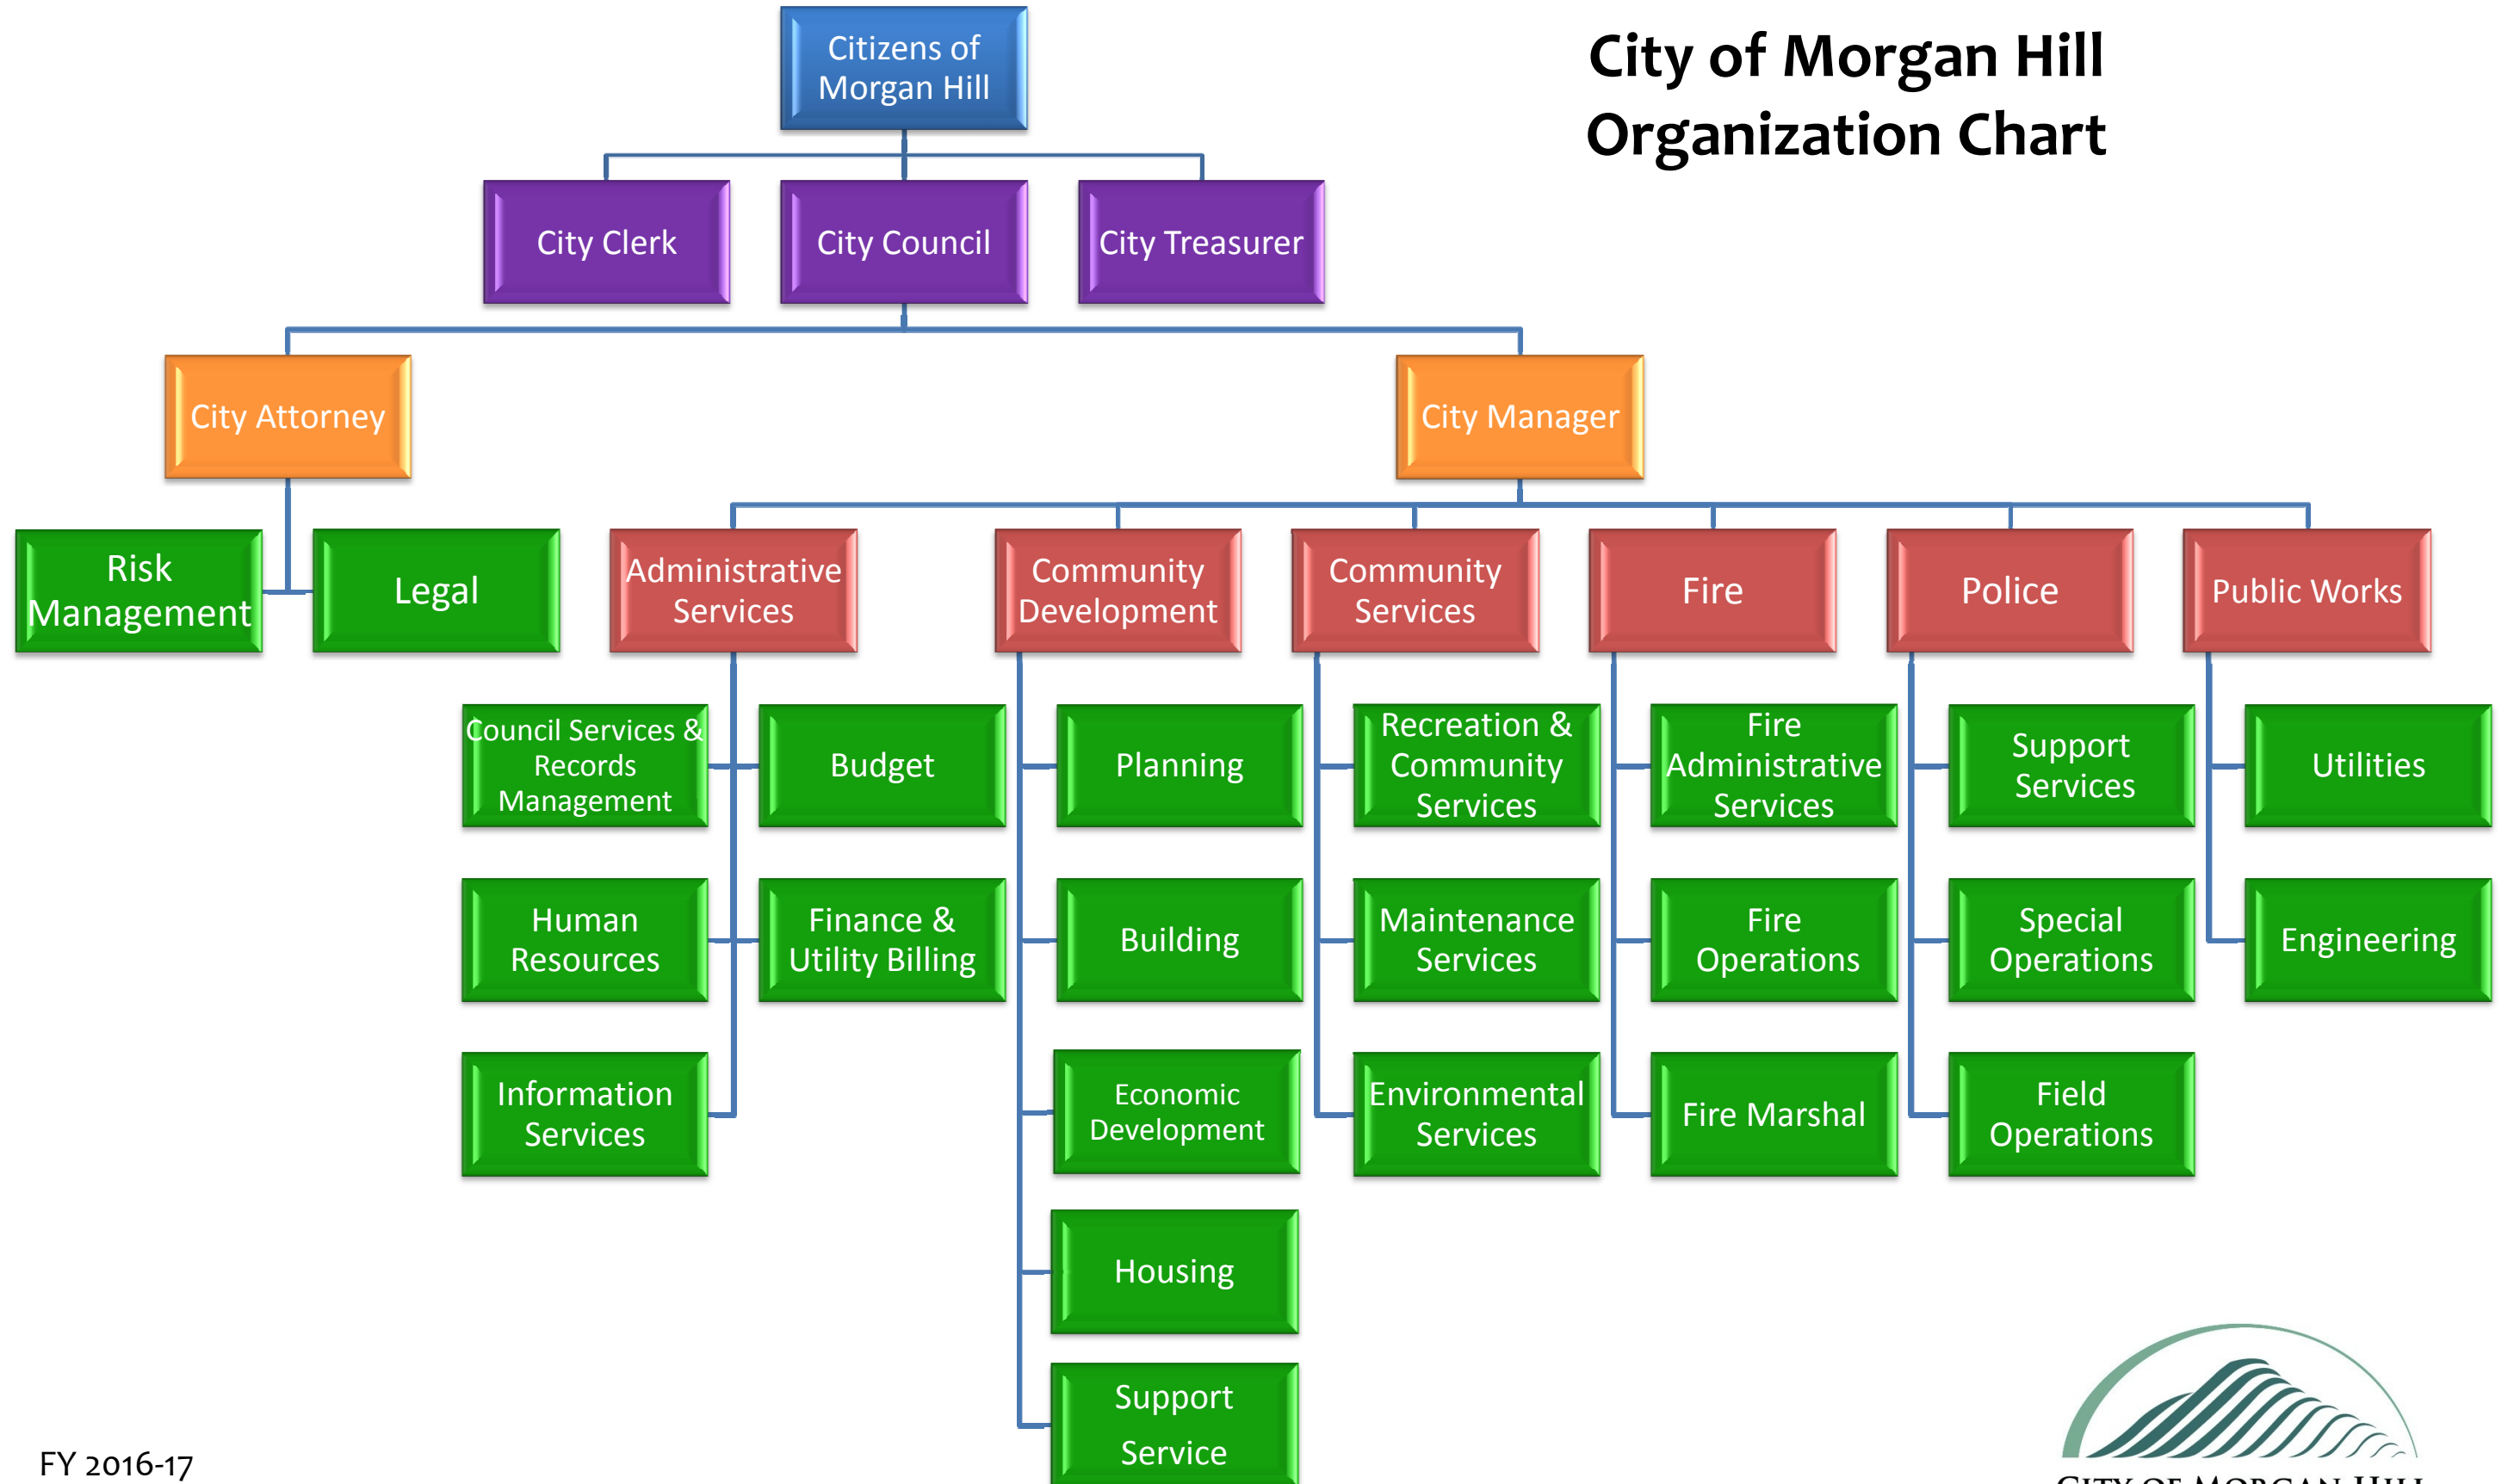 City of Morgan Hill
Organization Chart
Citizens of
Morgan Hill
City Clerk
City Council
City Treasurer
City Attorney
City Manager
Risk
Management
Legal
Administrative
Services
Community
Development
Community
Services
Fire
Police
Public Works
Council Services &
Records
Management
Budget
Planning
Recreation &
Community
Services
Fire
Administrative
Services
Support
Services
Utilities
Human
Resources
Finance &
Utility Billing
Building
Maintenance
Services
Fire
Operations
Special
Operations
Engineering
Information
Services
Economic
Development
Environmental
Services
Fire Marshal
Field
Operations
Housing
Support
Service
FY 2016-17
CITY OF MORGAN HILL